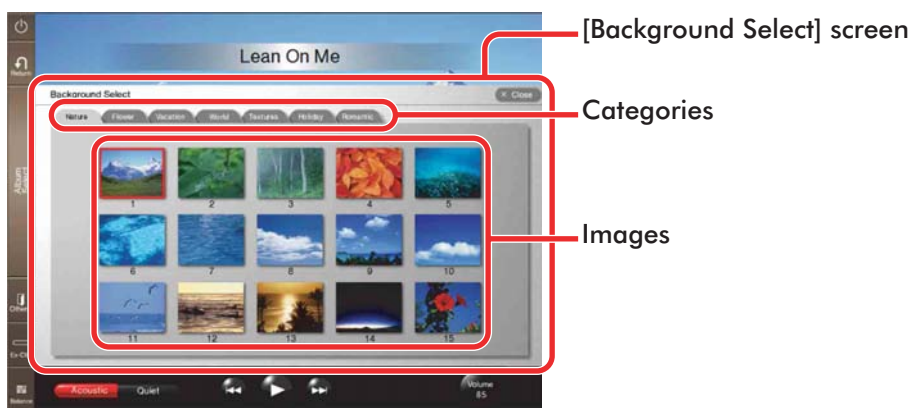 [Background Select] screen
Lean On Me
Return
Background Select
× Close
Categories
Nature Flower Vacation World Textures Holiday Romantic
Album
Select
1 2 3 4 5
Images
6 7 8 9 10
11 12 13 14 15
Other
Balance
Acoustic Quiet
Volume
85